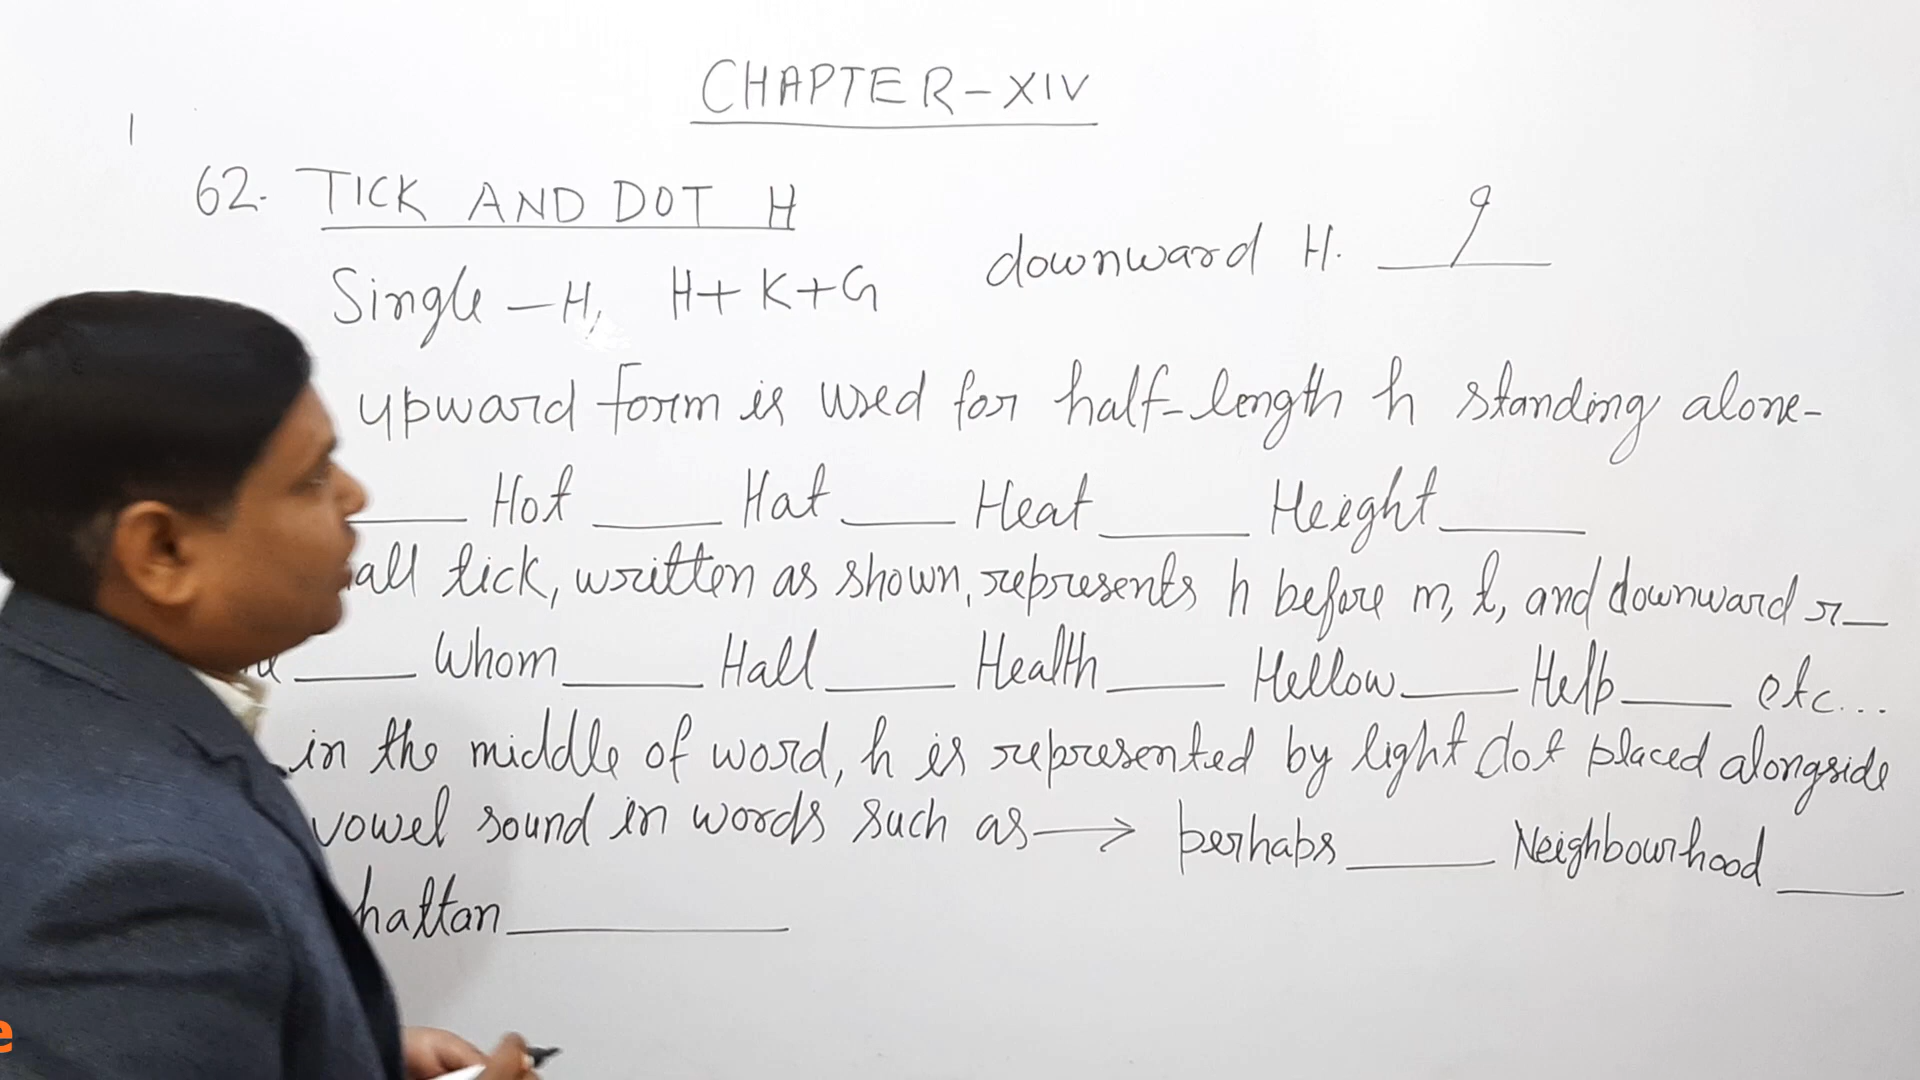 CHAPTER-XIV
1
62. TICK AND DOT H
Single - H, H+K+G downward H.
upward form is used for half-length h standing alone-
Hot Hat Heat Height
all tick, written as shown, represents h before m, l, and downward r
Whom Hall Health Hellow Help etc...
in the middle of word, h is represented by light dot placed alongside
vowel sound in words such as → perhaps Neighbourhood
hattan
e